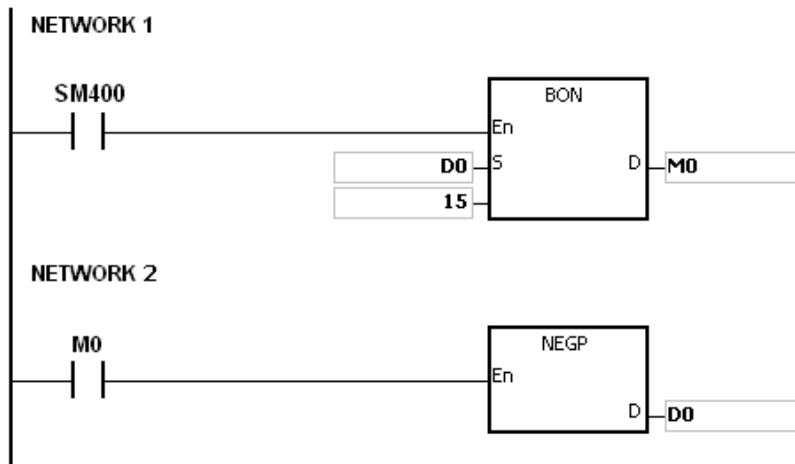 NETWORK 1
SM400
BON
En
D0 S D M0
15
NETWORK 2
M0
NEGP
En
D D0